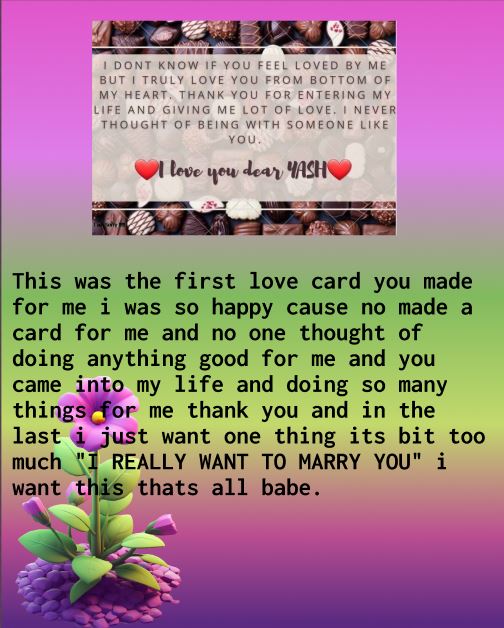 I DONT KNOW IF YOU FEEL LOVED BY ME
BUT I TRULY LOVE YOU FROM BOTTOM OF
MY HEART. THANK YOU FOR ENTERING MY
LIFE AND GIVING ME LOT OF LOVE. I NEVER
THOUGHT OF BEING WITH SOMEONE LIKE
YOU.
❤️I love you dear YASH❤️
This was the first love card you made
for me i was so happy cause no made a
card for me and no one thought of
doing anything good for me and you
came into my life and doing so many
things for me thank you and in the
last i just want one thing its bit too
much "I REALLY WANT TO MARRY YOU" i
want this thats all babe.